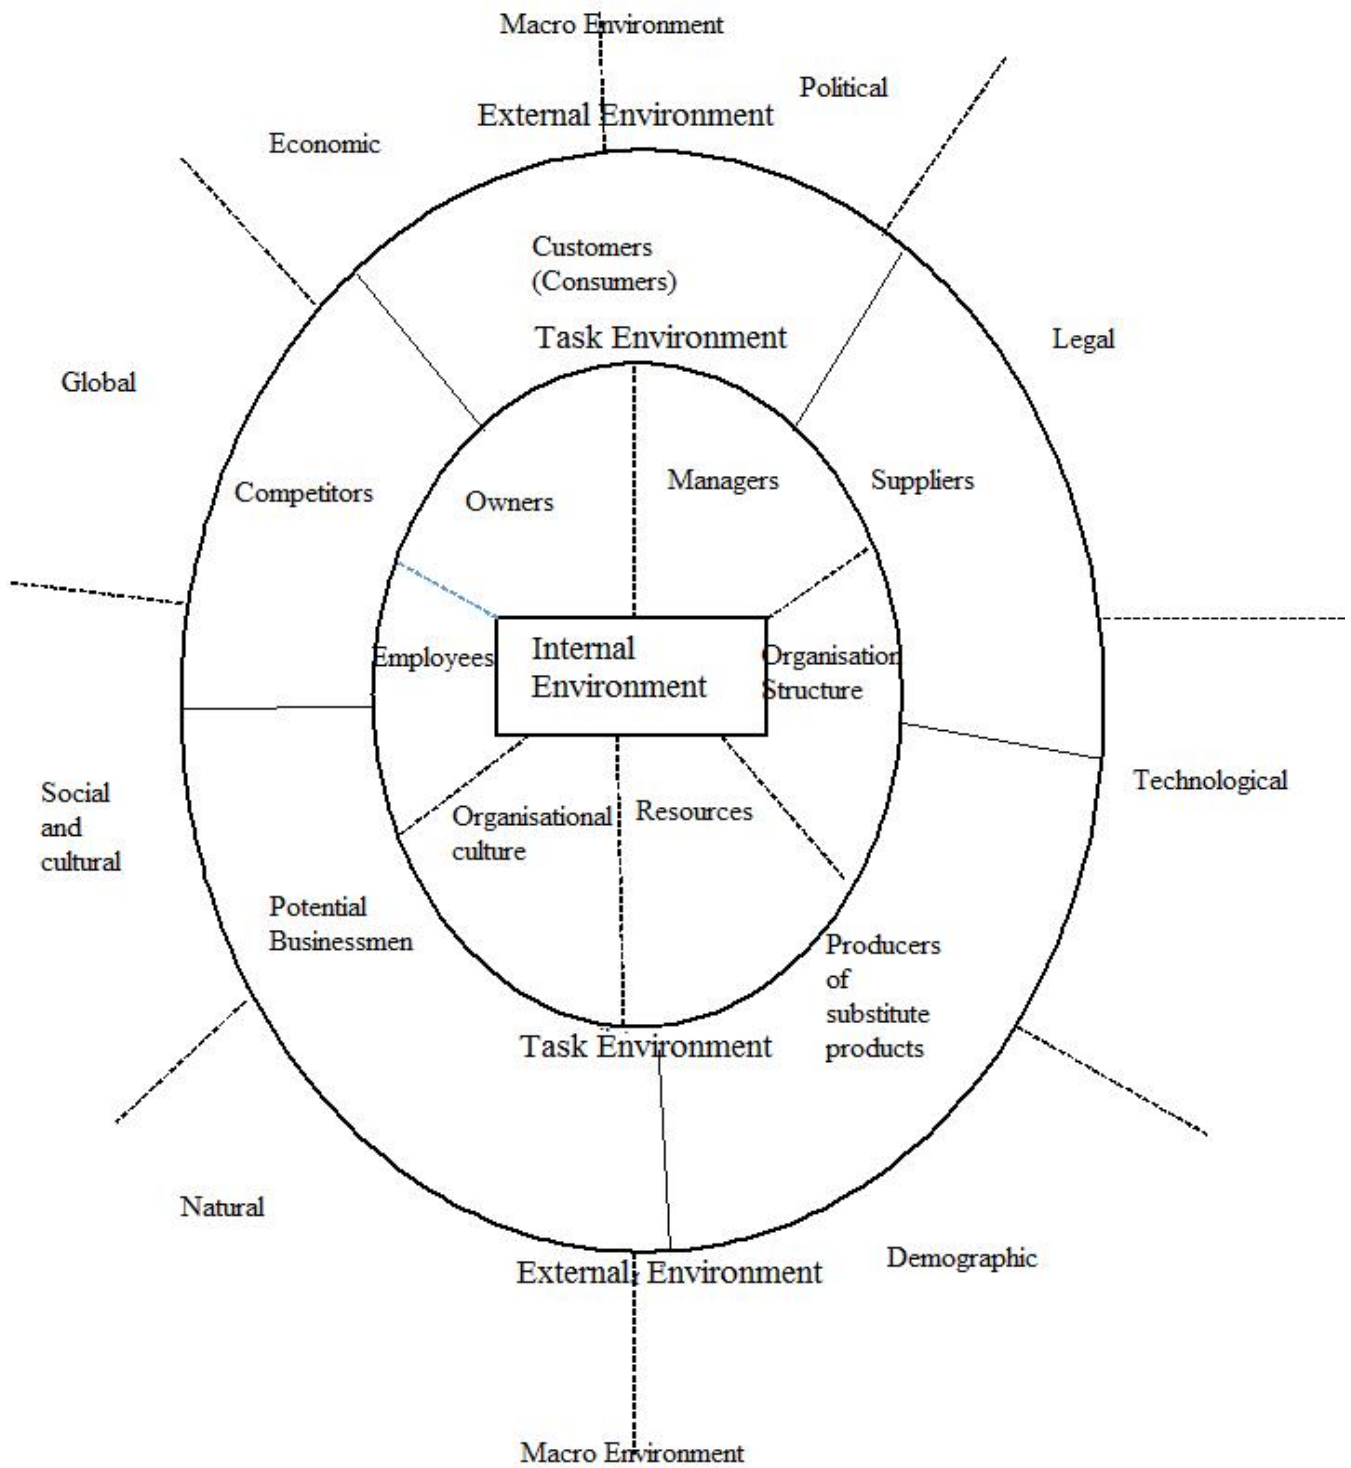 Macro Environment
Political
External Environment
Economic
Customers
(Consumers)
Task Environment
Legal
Global
Managers
Suppliers
Competitors
Owners
Internal
Environment
Employees
Organisation
Structure
Technological
Social
and
cultural
Organisational
culture
Resources
Potential
Businessmen
Producers
of
substitute
products
Task Environment
Natural
Demographic
External Environment
Macro Environment